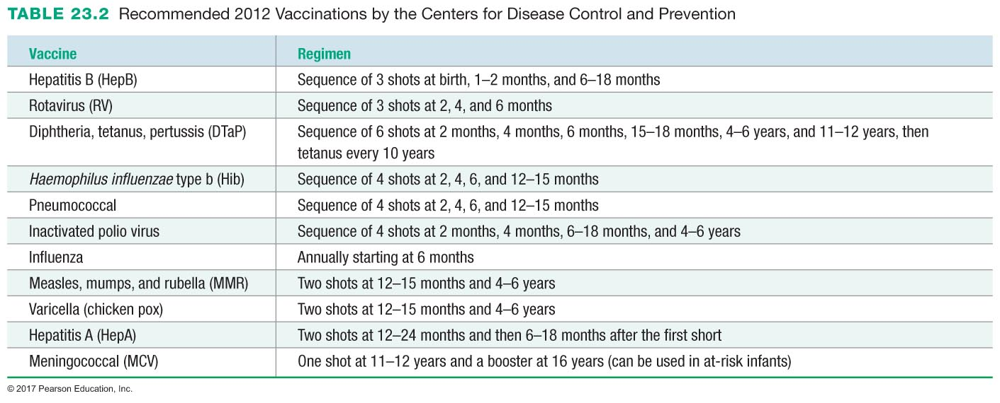 TABLE 23.2 Recommended 2012 Vaccinations by the Centers for Disease Control and Prevention
Vaccine Regimen
Hepatitis B (HepB) Sequence of 3 shots at birth, 1–2 months, and 6–18 months
Rotavirus (RV) Sequence of 3 shots at 2, 4, and 6 months
Diphtheria, tetanus, pertussis (DTaP) Sequence of 6 shots at 2 months, 4 months, 6 months, 15–18 months, 4–6 years, and 11–12 years, then
tetanus every 10 years
Haemophilus influenzae type b (Hib) Sequence of 4 shots at 2, 4, 6, and 12–15 months
Pneumococcal Sequence of 4 shots at 2, 4, 6, and 12–15 months
Inactivated polio virus Sequence of 4 shots at 2 months, 4 months, 6–18 months, and 4–6 years
Influenza Annually starting at 6 months
Measles, mumps, and rubella (MMR) Two shots at 12–15 months and 4–6 years
Varicella (chicken pox) Two shots at 12–15 months and 4–6 years
Hepatitis A (HepA) Two shots at 12–24 months and then 6–18 months after the first short
Meningococcal (MCV) One shot at 11–12 years and a booster at 16 years (can be used in at-risk infants)
© 2017 Pearson Education, Inc.